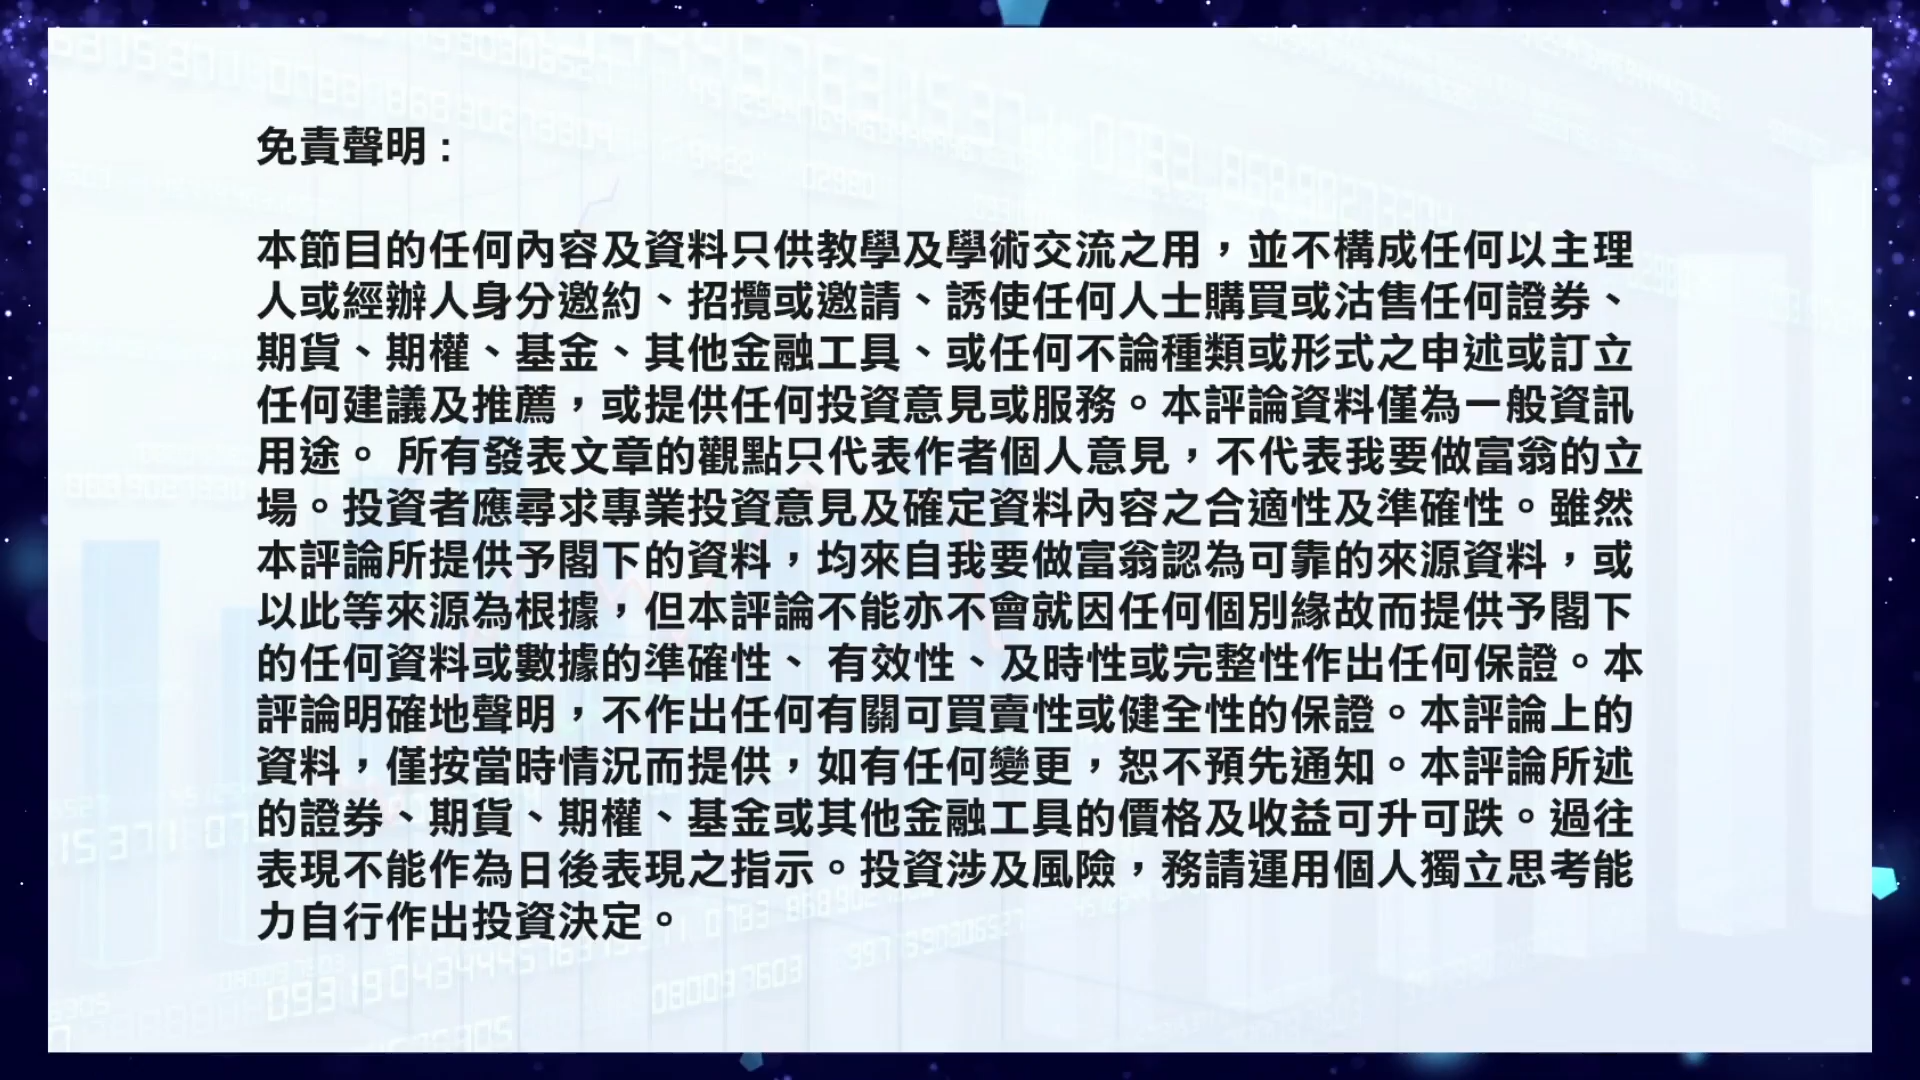 免責聲明 :
本節目的任何內容及資料只供教學及學術交流之用，並不構成任何以主理
人或經辦人身分邀約、招攬或邀請、誘使任何人士購買或沽售任何證券、
期貨、期權、基金、其他金融工具、或任何不論種類或形式之申述或訂立
任何建議及推薦，或提供任何投資意見或服務。本評論資料僅為一般資訊
用途。 所有發表文章的觀點只代表作者個人意見，不代表我要做富翁的立
場。投資者應尋求專業投資意見及確定資料內容之合適性及準確性。雖然
本評論所提供予閣下的資料，均來自我要做富翁認為可靠的來源資料，或
以此等來源為根據，但本評論不能亦不會就因任何個別緣故而提供予閣下
的任何資料或數據的準確性、 有效性、及時性或完整性作出任何保證。本
評論明確地聲明，不作出任何有關可買賣性或健全性的保證。本評論上的
資料，僅按當時情況而提供，如有任何變更，恕不預先通知。本評論所述
的證券、期貨、期權、基金或其他金融工具的價格及收益可升可跌。過往
表現不能作為日後表現之指示。投資涉及風險，務請運用個人獨立思考能
力自行作出投資決定。